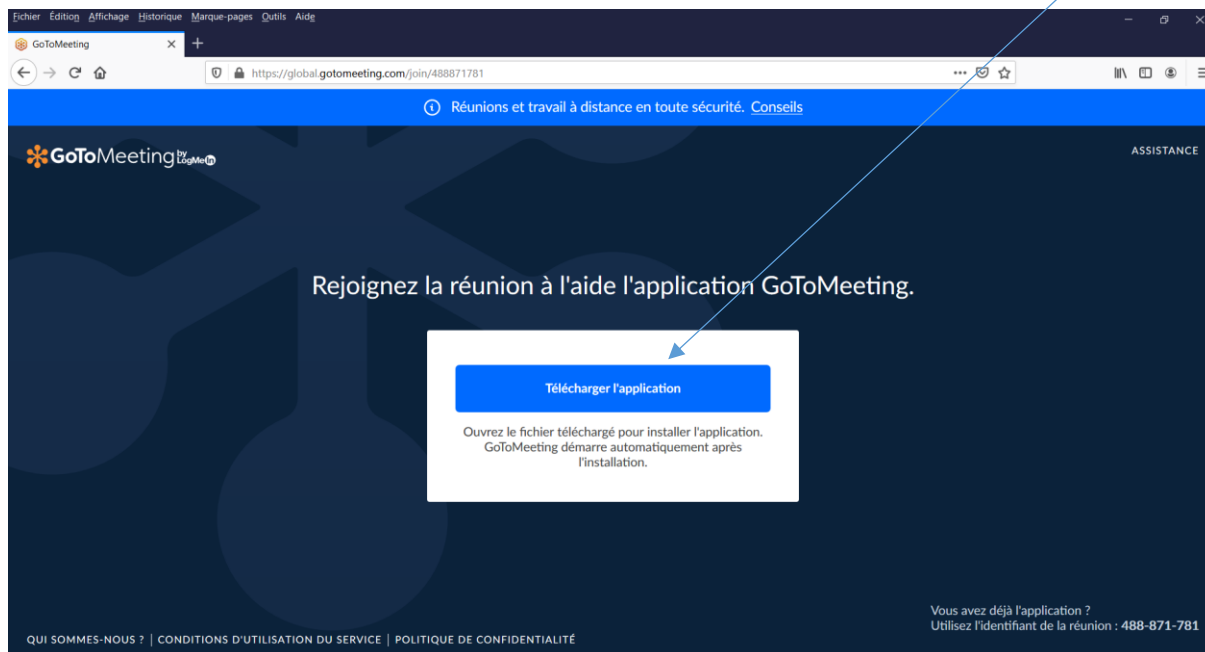 Fichier Édition Affichage Historique Marque-pages Outils Aide
GoToMeeting
https://global.gotomeeting.com/join/488871781
Réunions et travail à distance en toute sécurité. Conseils
GoToMeeting by LogMeIn
ASSISTANCE
Rejoignez la réunion à l'aide l'application GoToMeeting.
Télécharger l'application
Ouvrez le fichier téléchargé pour installer l'application.
GoToMeeting démarre automatiquement après
l'installation.
Vous avez déjà l'application ?
Utilisez l'identifiant de la réunion : 488-871-781
QUI SOMMES-NOUS ? | CONDITIONS D'UTILISATION DU SERVICE | POLITIQUE DE CONFIDENTIALITÉ